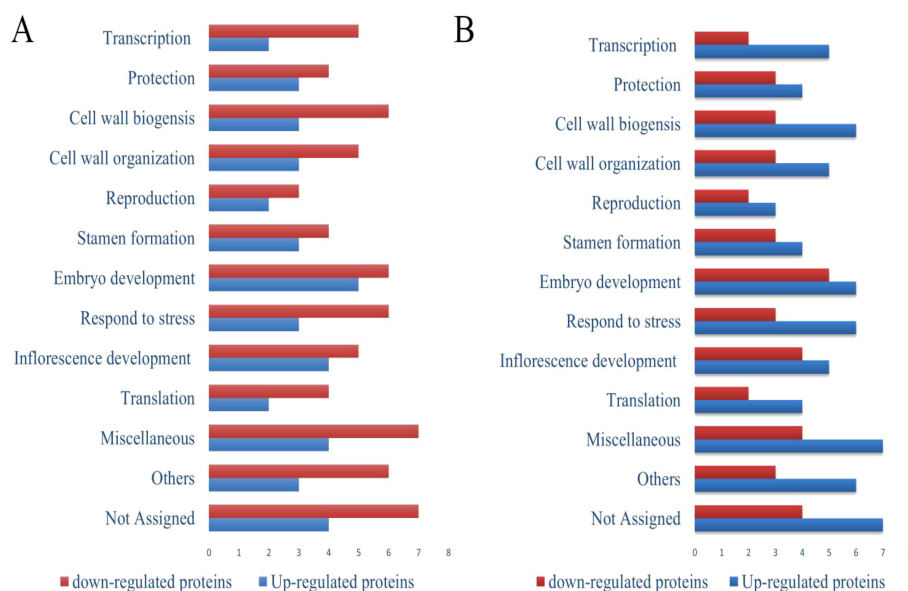 A
Transcription
Protection
Cell wall biogensis
Cell wall organization
Reproduction
Stamen formation
Embryo development
Respond to stress
Inflorescence development
Translation
Miscellaneous
Others
Not Assigned
0 1 2 3 4 5 6 7 8
down-regulated proteins Up-regulated proteins
B
Transcription
Protection
Cell wall biogensis
Cell wall organization
Reproduction
Stamen formation
Embryo development
Respond to stress
Inflorescence development
Translation
Miscellaneous
Others
Not Assigned
0 1 2 3 4 5 6 7
down-regulated proteins Up-regulated proteins